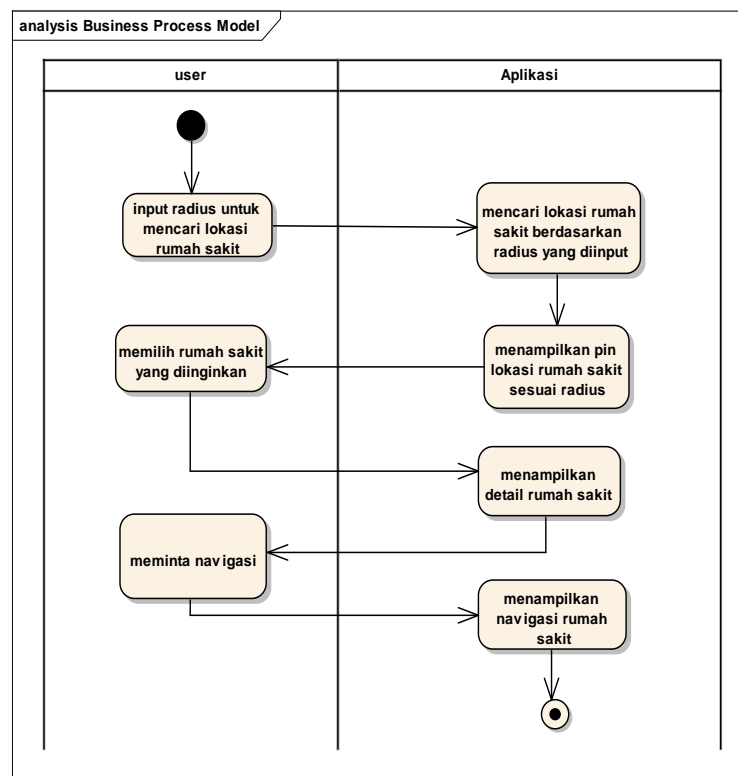 analysis Business Process Model
user
Aplikasi
input radius untuk
mencari lokasi
rumah sakit
mencari lokasi rumah
sakit berdasarkan
radius yang diinput
menampilkan pin
lokasi rumah sakit
sesuai radius
memilih rumah sakit
yang diinginkan
menampilkan
detail rumah sakit
meminta navigasi
menampilkan
navigasi rumah
sakit